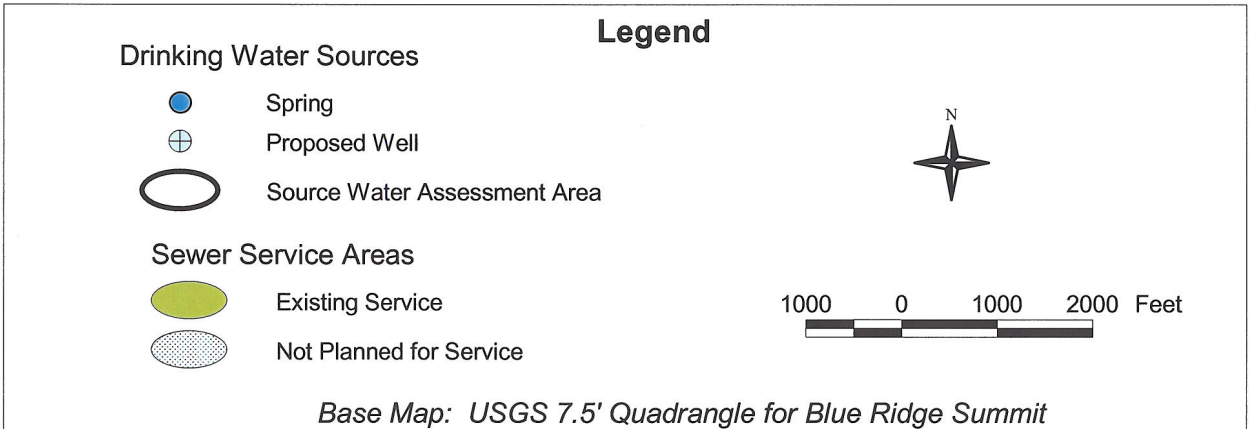 Legend
Drinking Water Sources
Spring
Proposed Well
Source Water Assessment Area
N
Sewer Service Areas
Existing Service
Not Planned for Service
1000 0 1000 2000 Feet
Base Map: USGS 7.5' Quadrangle for Blue Ridge Summit